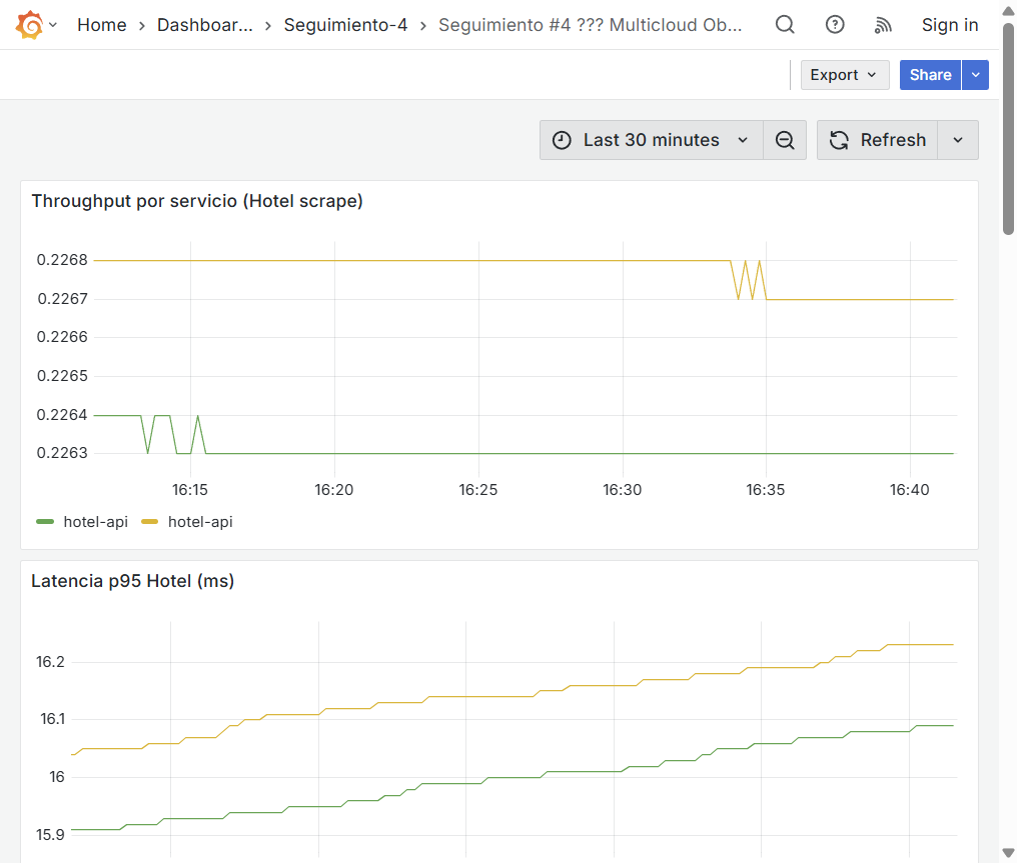 Home › Dashboar... › Seguimiento-4 › Seguimiento #4 ??? Multicloud Ob... Sign in
Export Share
Last 30 minutes Refresh
Throughput por servicio (Hotel scrape)
0.2268
0.2267
0.2266
0.2265
0.2264
0.2263
16:15 16:20 16:25 16:30 16:35 16:40
hotel-api hotel-api
Latencia p95 Hotel (ms)
16.2
16.1
16
15.9